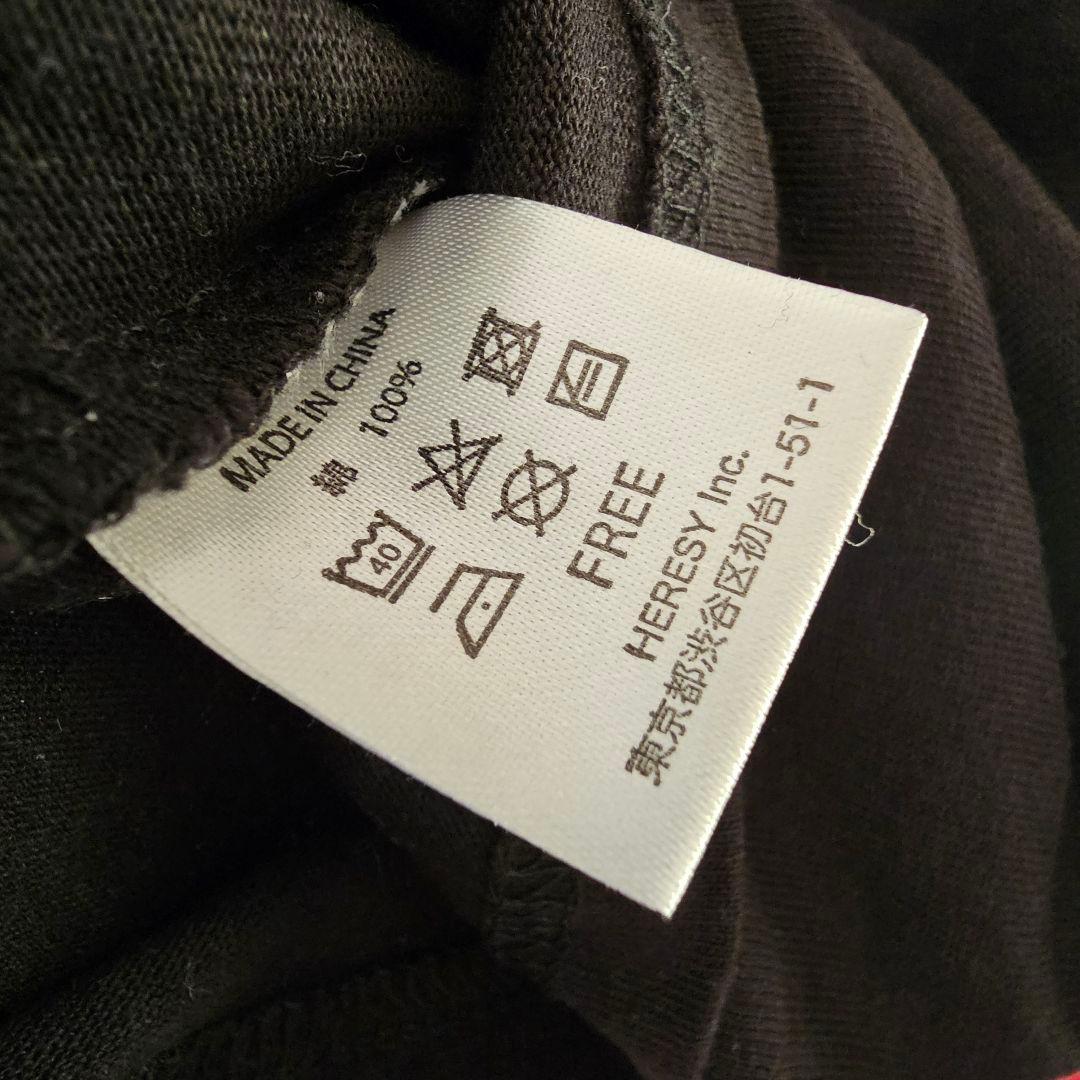 MADE IN CHINA
綿 100%
40
FREE
HERESY Inc.
東京都渋谷区初台1-51-1